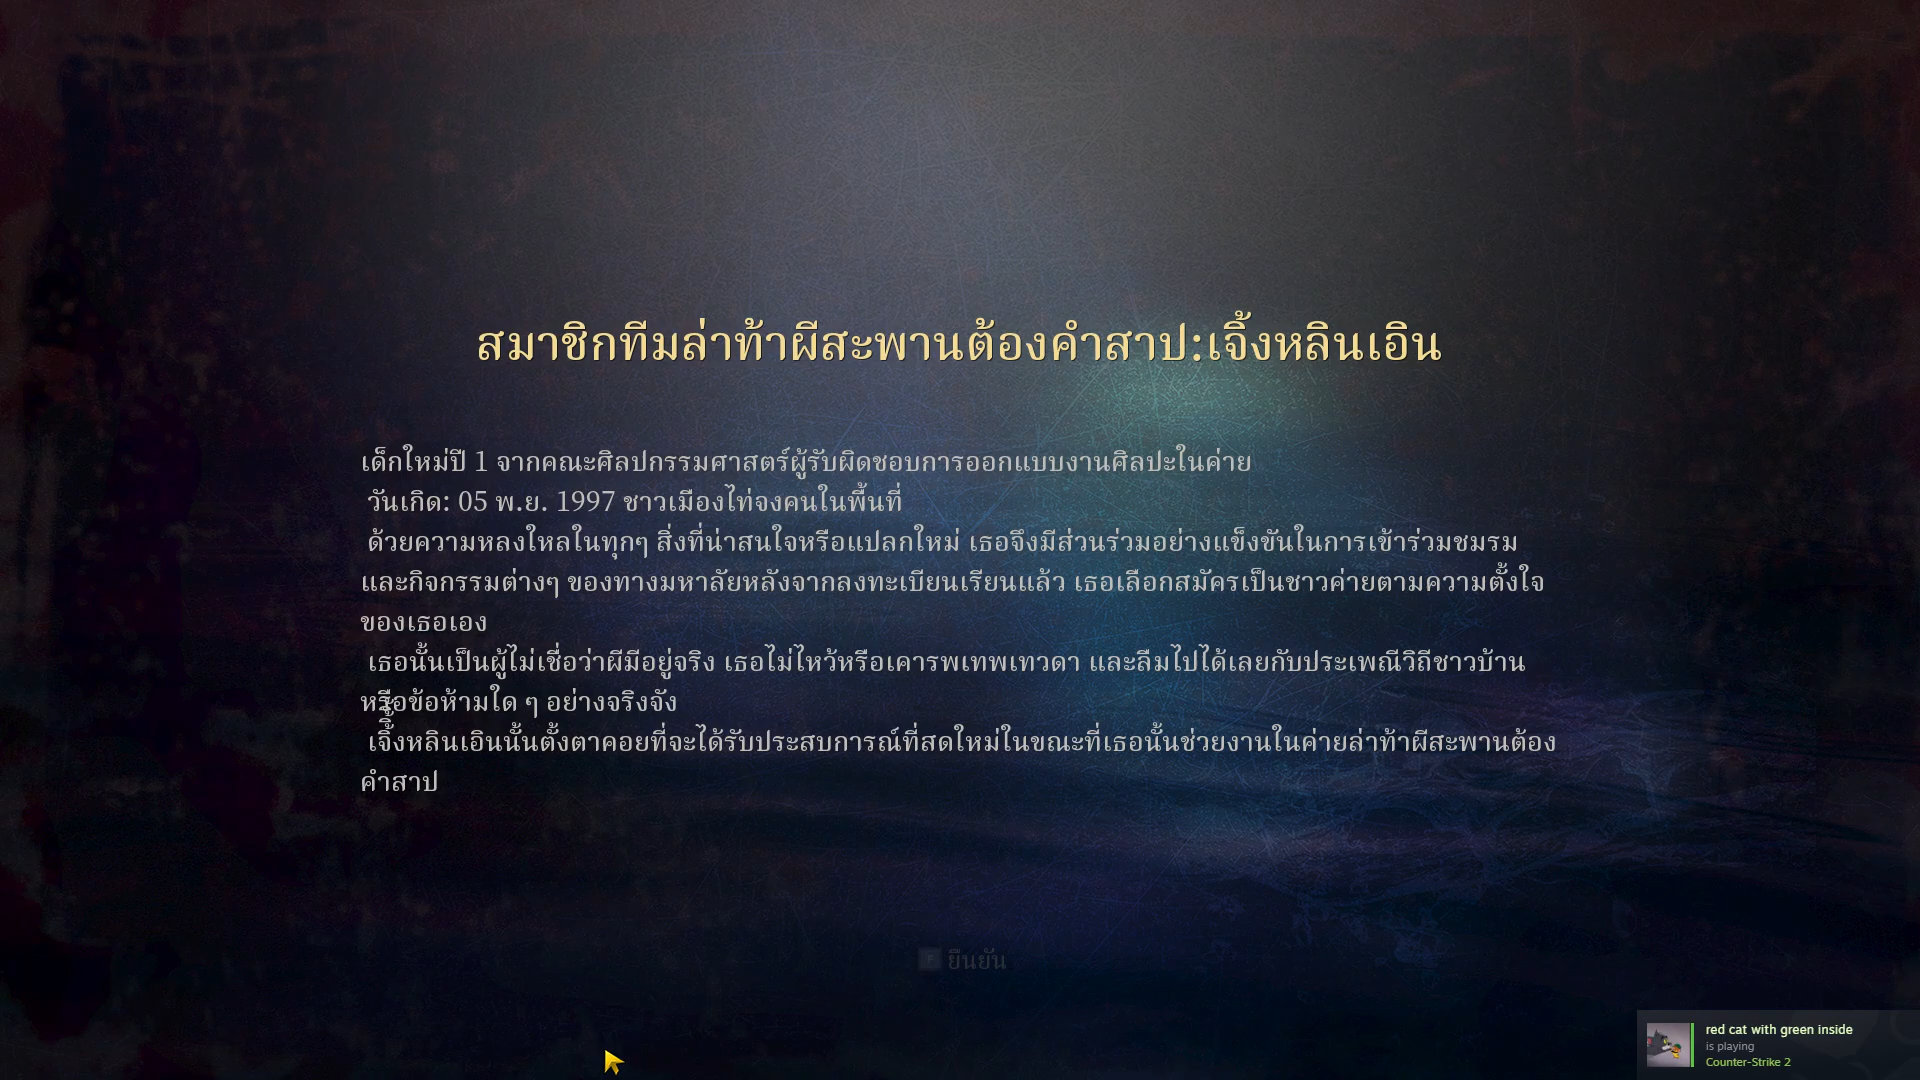 สมาชิกทีมล่าท้าผีสะพานต้องคำสาป:เจิ้งหลินเอิน
เด็กใหม่ปี 1 จากคณะศิลปกรรมศาสตร์ผู้รับผิดชอบการออกแบบงานศิลปะในค่าย
วันเกิด: 05 พ.ย. 1997 ชาวเมืองไท่จงคนในพื้นที่
ด้วยความหลงใหลในทุกๆ สิ่งที่น่าสนใจหรือแปลกใหม่ เธอจึงมีส่วนร่วมอย่างแข็งขันในการเข้าร่วมชมรม
และกิจกรรมต่างๆ ของทางมหาลัยหลังจากลงทะเบียนเรียนแล้ว เธอเลือกสมัครเป็นชาวค่ายตามความตั้งใจ
ของเธอเอง
เธอนั้นเป็นผู้ไม่เชื่อว่าผีมีอยู่จริง เธอไม่ไหว้หรือเคารพเทพเทวดา และลืมไปได้เลยกับประเพณีวิถีชาวบ้าน
หรือข้อห้ามใด ๆ อย่างจริงจัง
เจิ้งหลินเอินนั้นตั้งตาคอยที่จะได้รับประสบการณ์ที่สดใหม่ในขณะที่เธอนั้นช่วยงานในค่ายล่าท้าผีสะพานต้อง
คำสาป
F ยืนยัน
red cat with green inside
is playing
Counter-Strike 2